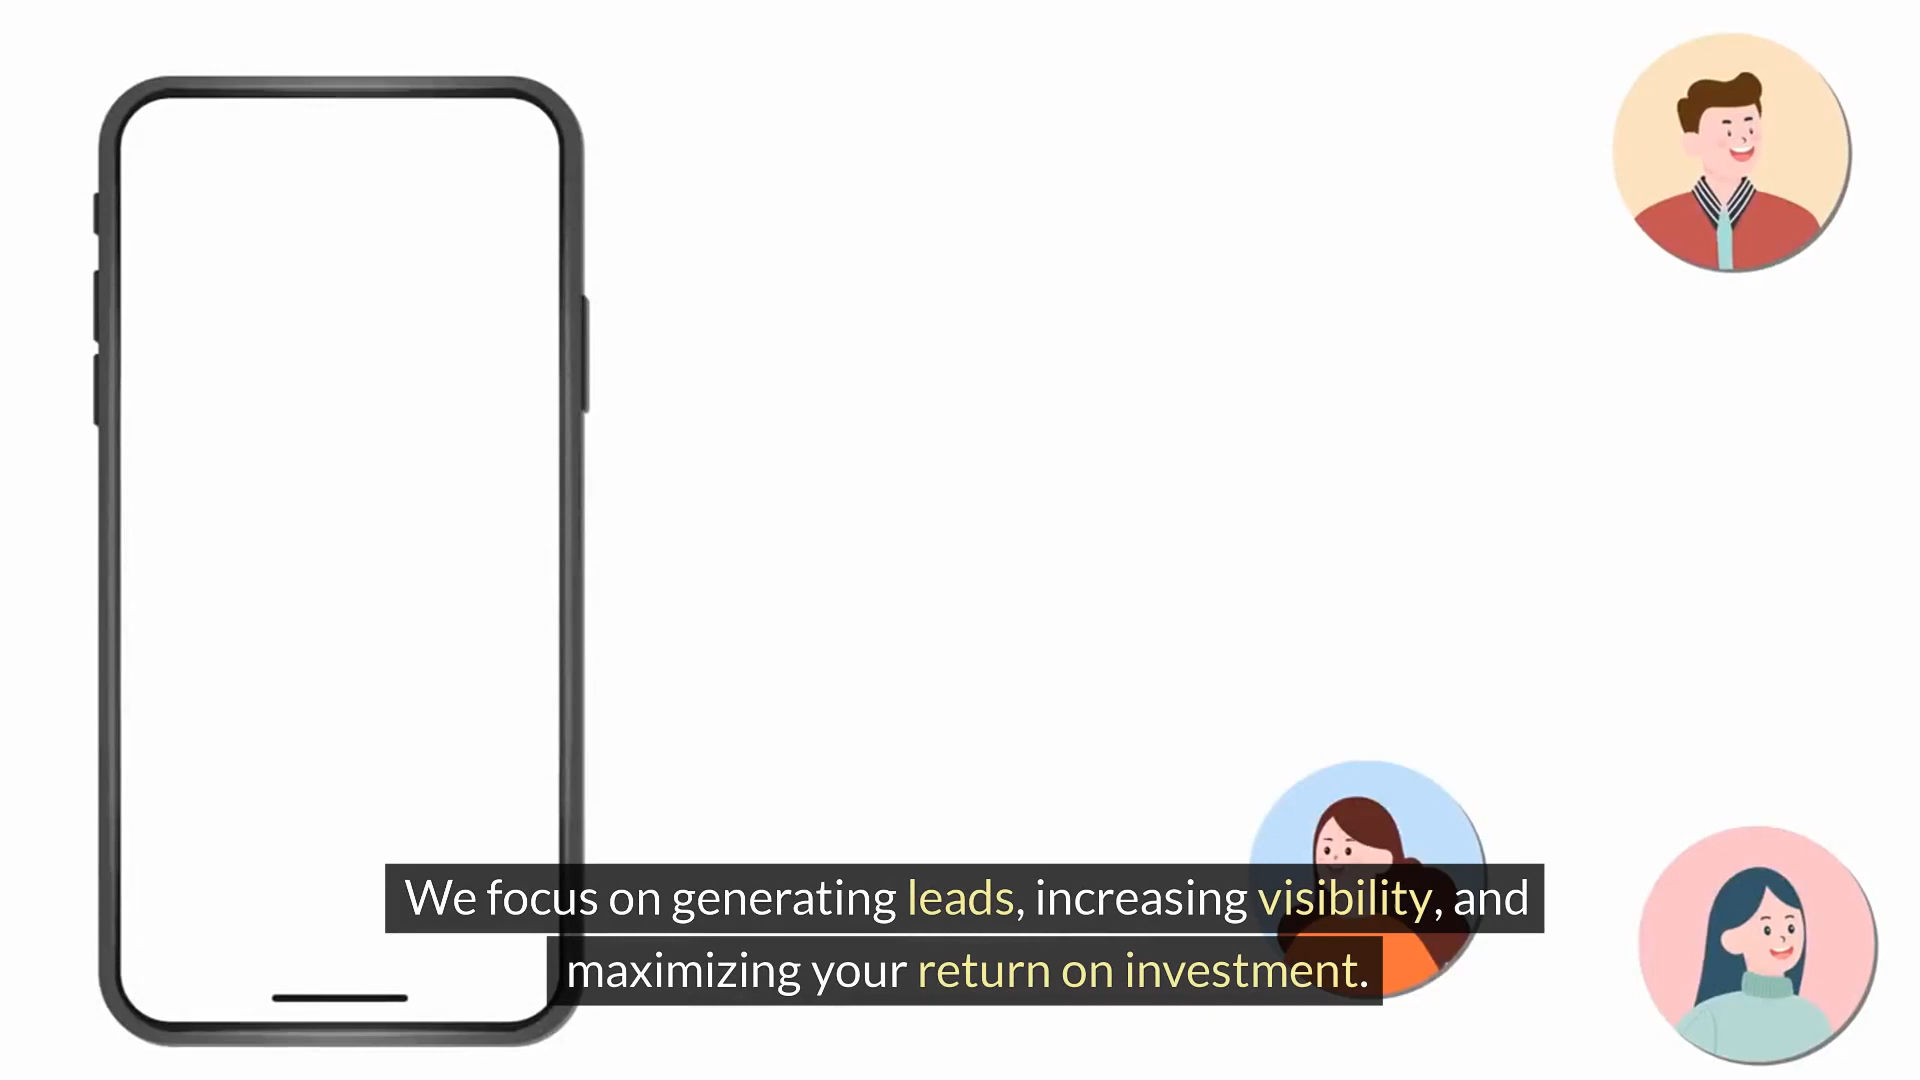 We focus on generating leads, increasing visibility, and
maximizing your return on investment.